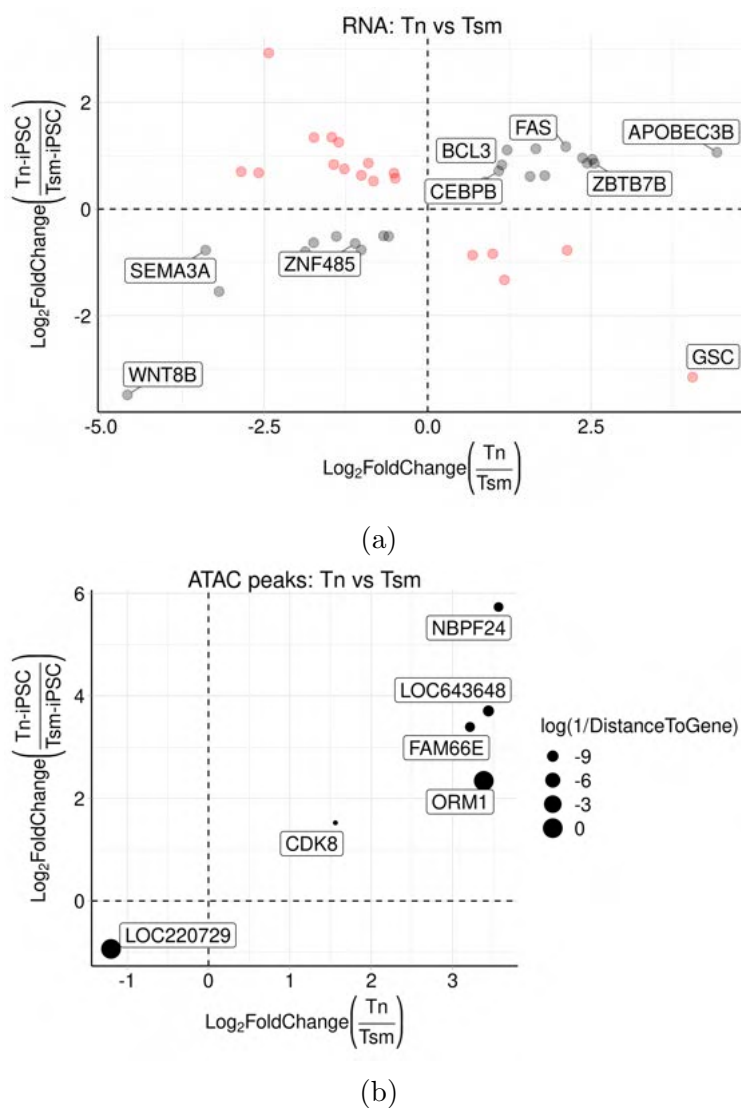 RNA: Tn vs Tsm
Log₂FoldChange(Tn-iPSC/Tsm-iPSC)
2
0
-2
FAS
APOBEC3B
BCL3
CEBPB
ZBTB7B
SEMA3A
ZNF485
WNT8B
GSC
-5.0
-2.5
0.0
2.5
Log₂FoldChange(Tn/Tsm)
(a)
ATAC peaks: Tn vs Tsm
Log₂FoldChange(Tn-iPSC/Tsm-iPSC)
6
4
2
0
NBPF24
LOC643648
FAM66E
ORM1
CDK8
LOC220729
log(1/DistanceToGene)
-9
-6
-3
0
-1
0
1
2
3
Log₂FoldChange(Tn/Tsm)
(b)